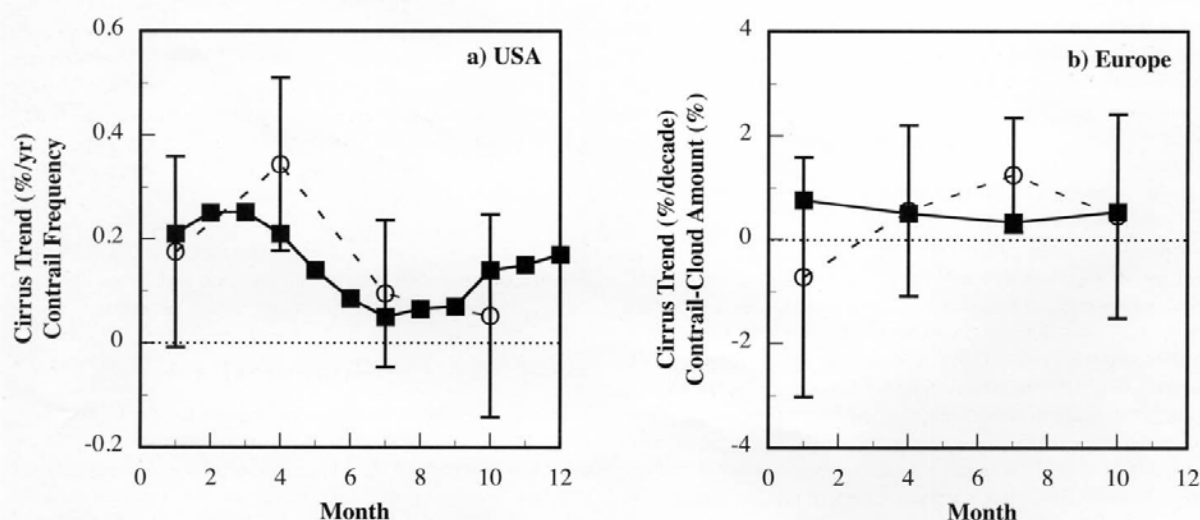 a) USA
Cirrus Trend (%/yr)
Contrail Frequency
0.6
0.4
0.2
0
-0.2
0 2 4 6 8 10 12
Month
b) Europe
Cirrus Trend (%/decade)
Contrail-Cloud Amount (%)
4
2
0
-2
-4
0 2 4 6 8 10 12
Month